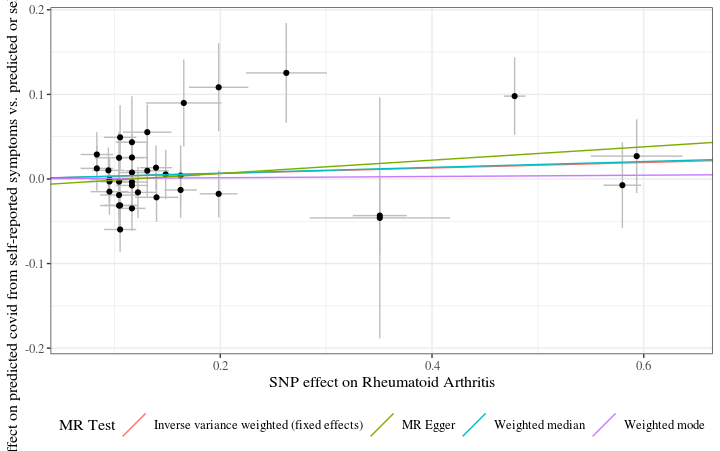 ffect on predicted covid from self-reported symptoms vs. predicted or se
0.2
0.1
0.0
-0.1
-0.2
0.2 0.4 0.6
SNP effect on Rheumatoid Arthritis
MR Test Inverse variance weighted (fixed effects) MR Egger Weighted median Weighted mode